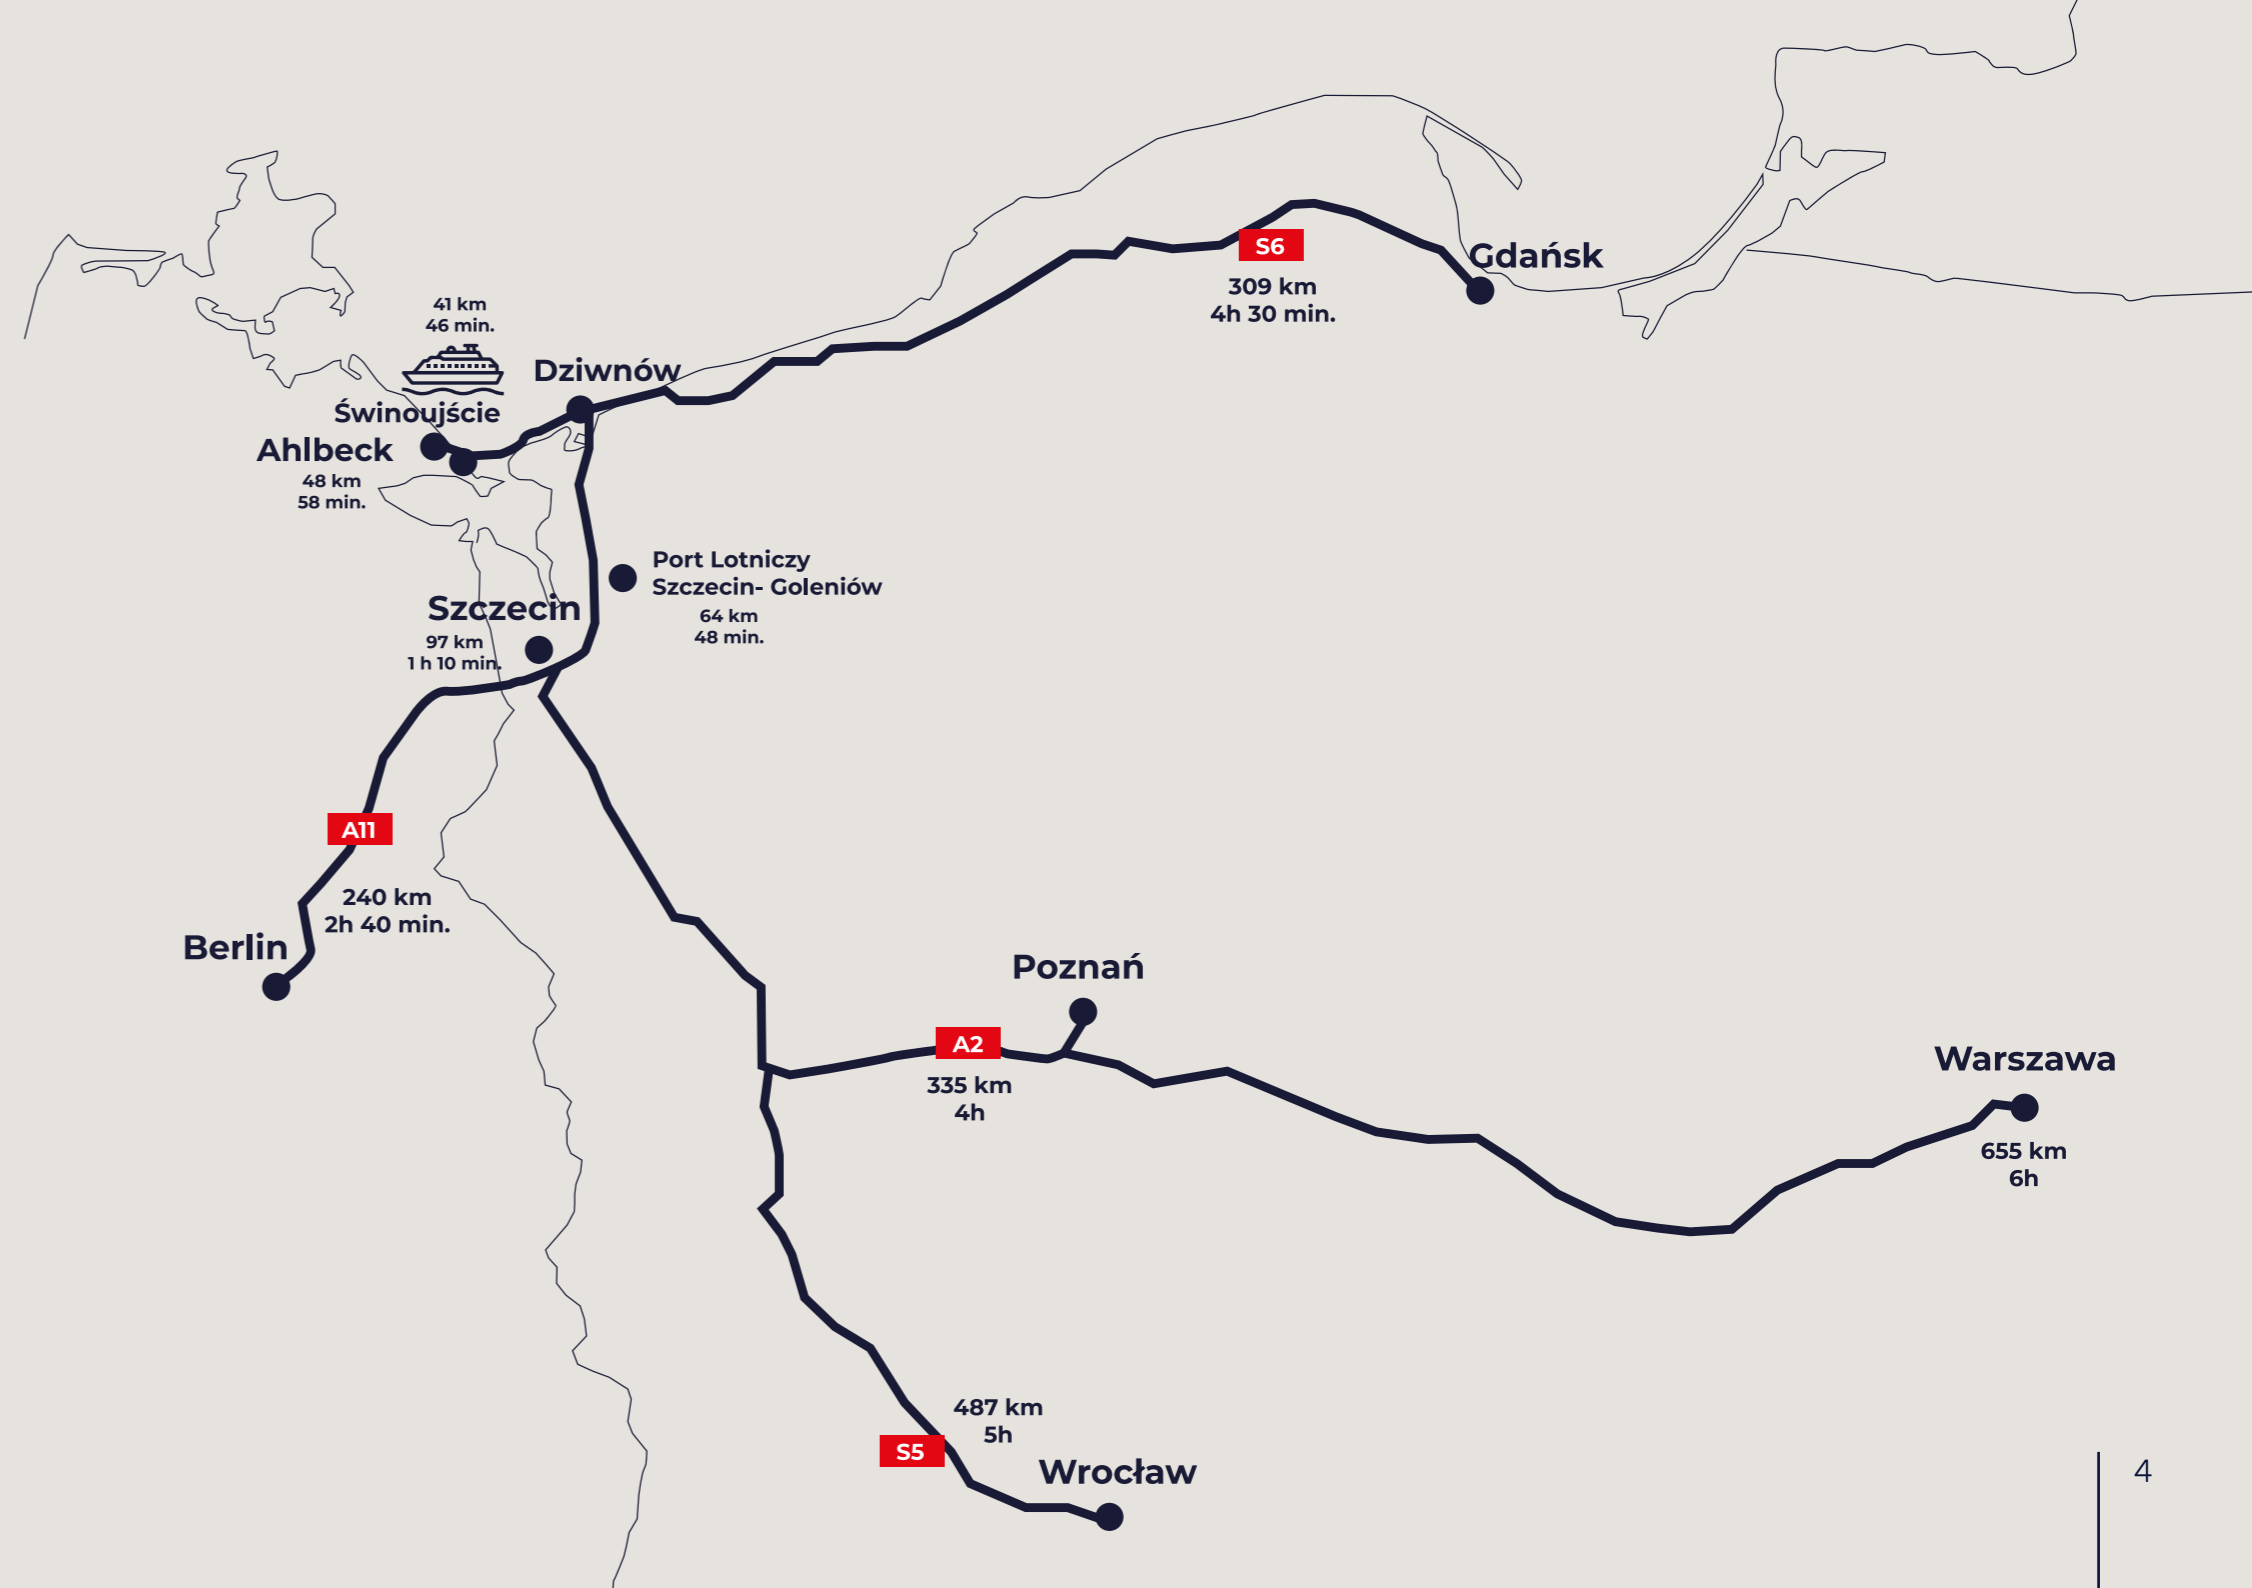 S6
Gdańsk
309 km
4h 30 min.
41 km
46 min.
Dziwnów
Świnoujście
Ahlbeck
48 km
58 min.
Port Lotniczy
Szczecin- Goleniów
64 km
48 min.
Szczecin
97 km
1 h 10 min.
A11
240 km
2h 40 min.
Berlin
Poznań
A2
335 km
4h
Warszawa
655 km
6h
487 km
5h
S5
Wrocław
4